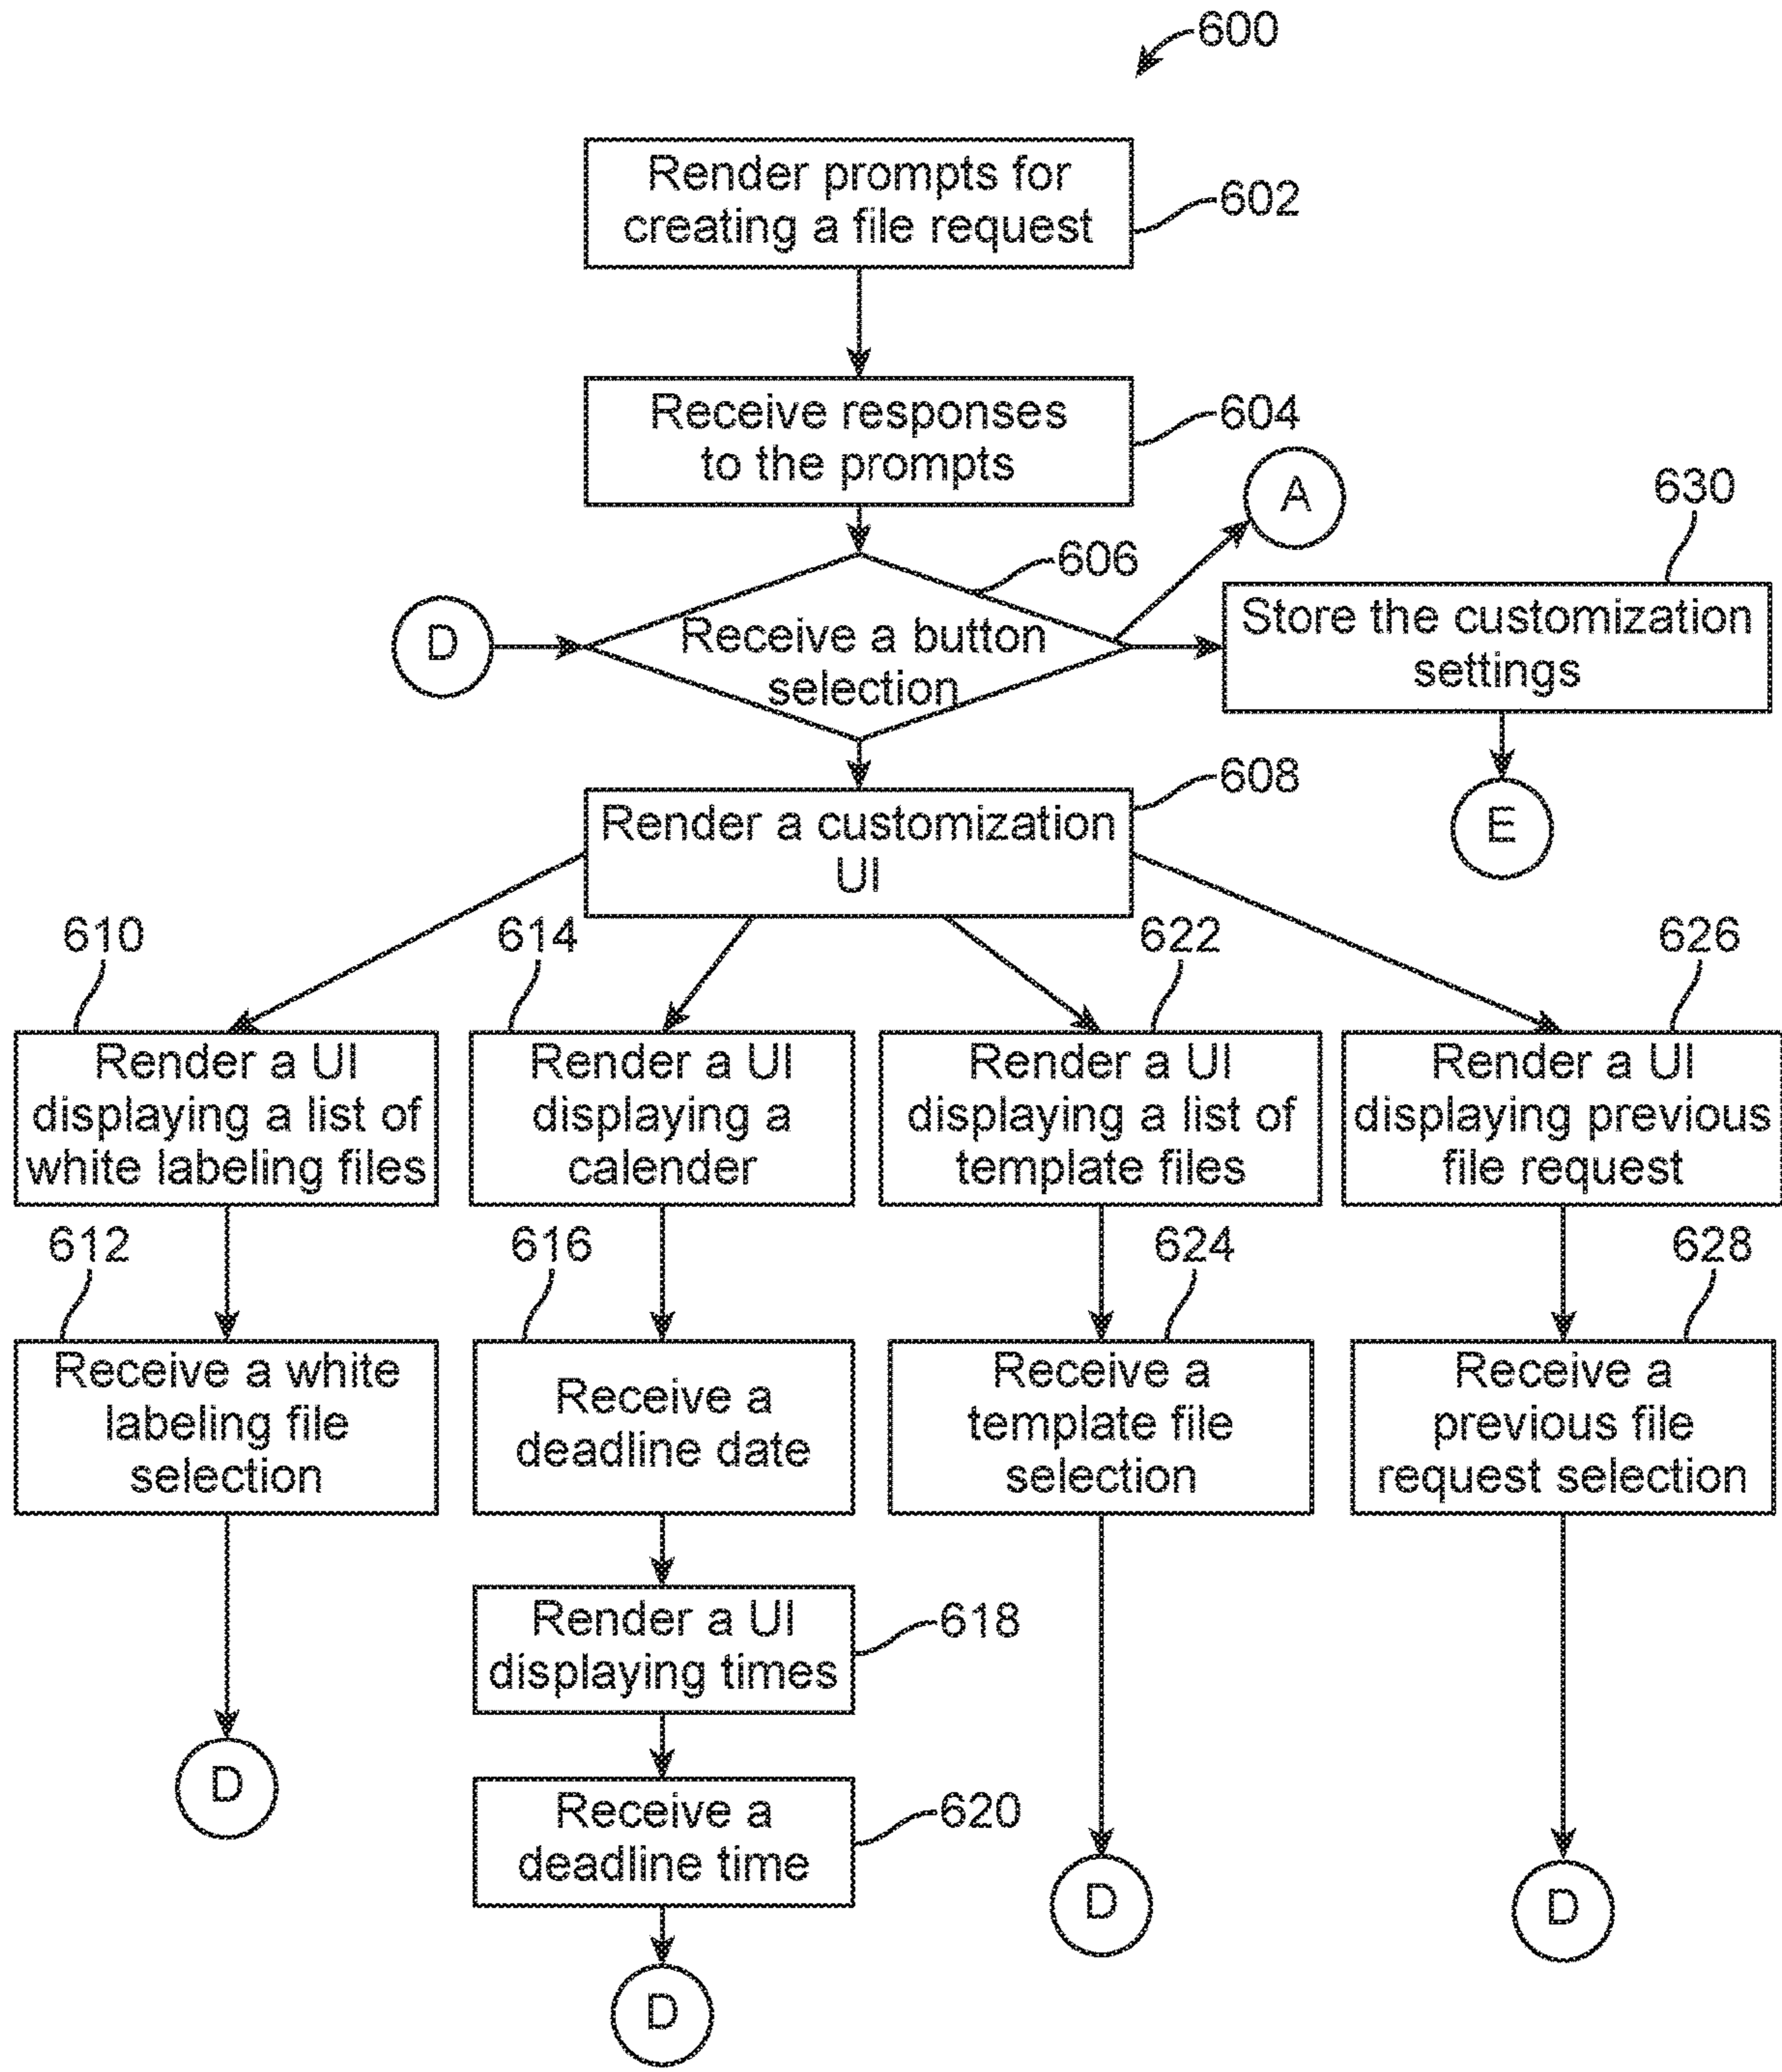 600
Render prompts for
creating a file request
602
Receive responses
to the prompts
604
A
630
606
D
Receive a button
selection
Store the customization
settings
608
E
Render a customization
UI
610
614
622
626
Render a UI
displaying a list of
white labeling files
Render a UI
displaying a
calender
Render a UI
displaying a list of
template files
Render a UI
displaying previous
file request
612
616
624
628
Receive a white
labeling file
selection
Receive a
deadline date
Receive a
template file
selection
Receive a
previous file
request selection
Render a UI
displaying times
618
D
Receive a
deadline time
620
D
D
D